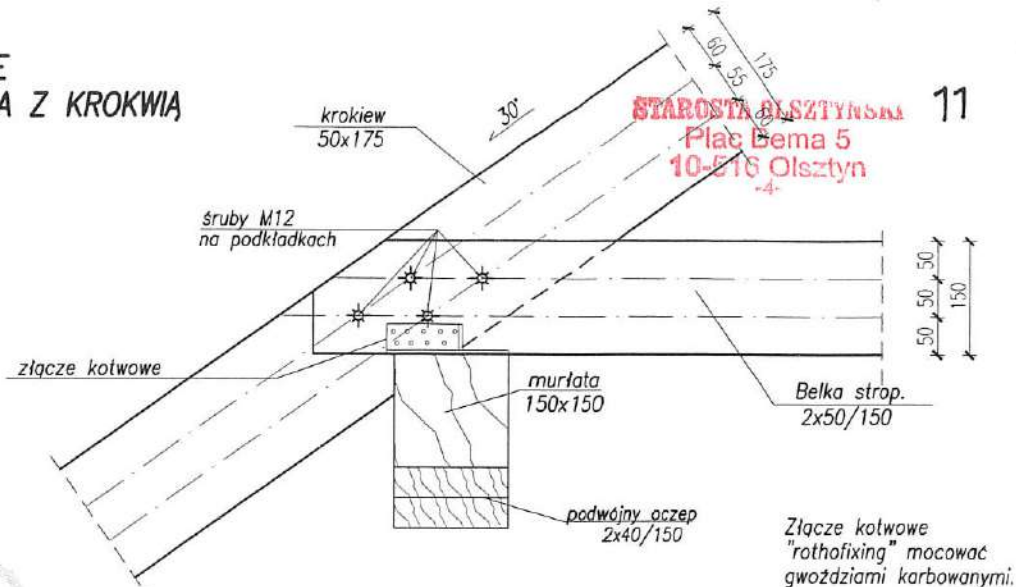 E
A Z KROKWIĄ
11
krokiew
50x175
30°
60
55
60
175
STAROSTA OLSZTYŃSKI
Plac Bema 5
10-516 Olsztyn
-4-
śruby M12
na podkładkach
50
50
50
150
złącze kotwowe
murłata
150x150
Belka strop.
2x50/150
podwójny oczep
2x40/150
Złącze kotwowe
"rothofixing" mocować
gwoździami karbowanymi.